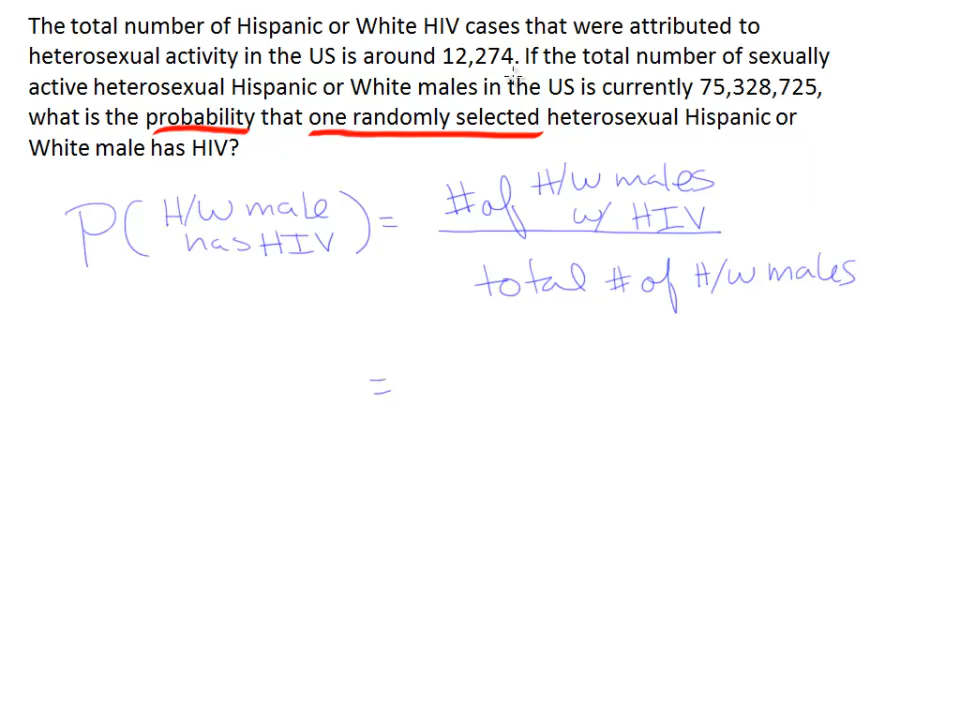 The total number of Hispanic or White HIV cases that were attributed to
heterosexual activity in the US is around 12,274. If the total number of sexually
active heterosexual Hispanic or White males in the US is currently 75,328,725,
what is the probability that one randomly selected heterosexual Hispanic or
White male has HIV?
P(H/W male has HIV) = # of H/W males w/ HIV
total # of H/W males
=